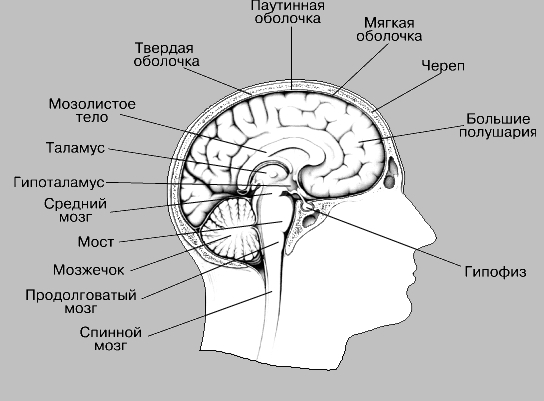 Паутинная
оболочка
Мягкая
оболочка
Твердая
оболочка
Череп
Мозолистое
тело
Большие
полушария
Таламус
Гипоталамус
Средний
мозг
Мост
Мозжечок
Гипофиз
Продолговатый
мозг
Спинной
мозг